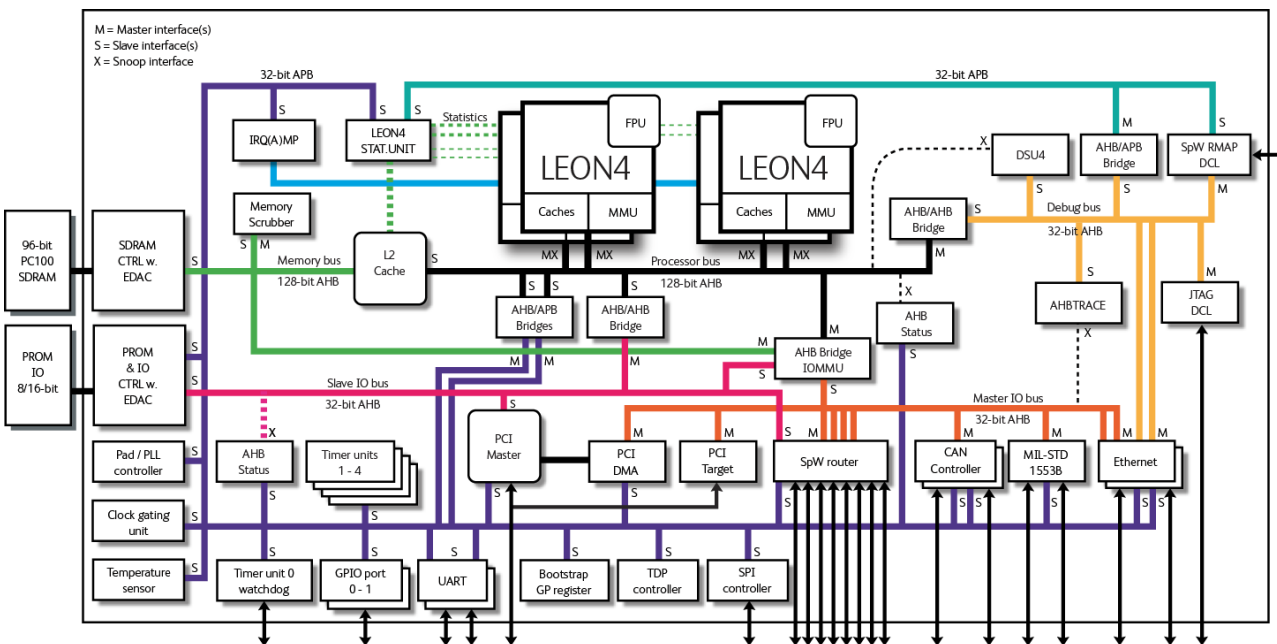 M = Master interface(s)
S = Slave interface(s)
X = Snoop interface
32-bit APB
32-bit APB
S
S
S
M
S
IRQ(A)MP
LEON4
STAT.UNIT
Statistics
FPU
LEON4
Caches
MMU
FPU
LEON4
Caches
MMU
X
DSU4
AHB/APB
Bridge
SpW RMAP
DCL
S
S
M
Memory
Scrubber
S
M
AHB/AHB
Bridge
S
M
Debug bus
32-bit AHB
96-bit
PC100
SDRAM
SDRAM
CTRL w.
EDAC
S
Memory bus
128-bit AHB
L2
Cache
S
MX
MX
MX
MX
Processor bus
128-bit AHB
S
S
S
AHB/APB
Bridges
AHB/AHB
Bridge
M
M
M
X
AHB
Status
S
S
AHBTRACE
X
M
JTAG
DCL
PROM
IO
8/16-bit
PROM
& IO
CTRL w.
EDAC
S
S
M
M
S
AHB Bridge
IOMMU
S
Slave IO bus
32-bit AHB
Master IO bus
32-bit AHB
X
AHB
Status
S
Timer units
1 - 4
S
S
PCI
Master
S
M
PCI
DMA
S
M
PCI
Target
S
M
SpW router
S
M
CAN
Controller
S
S
M
MIL-STD
1553B
S
M
M
Ethernet
S
S
Pad / PLL
controller
S
Clock gating
unit
S
Temperature
sensor
S
S
Timer unit 0
watchdog
S
GPIO port
0 - 1
S
UART
S
Bootstrap
GP register
S
TDP
controller
S
SPI
controller